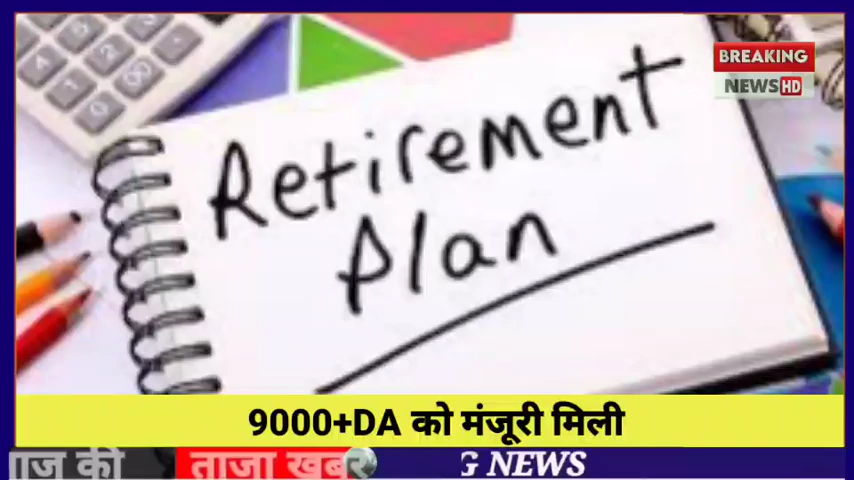 BREAKING
NEWS HD
Retirement
Plan
9000+DA को मंजूरी मिली
की ताजा खबर NEWS